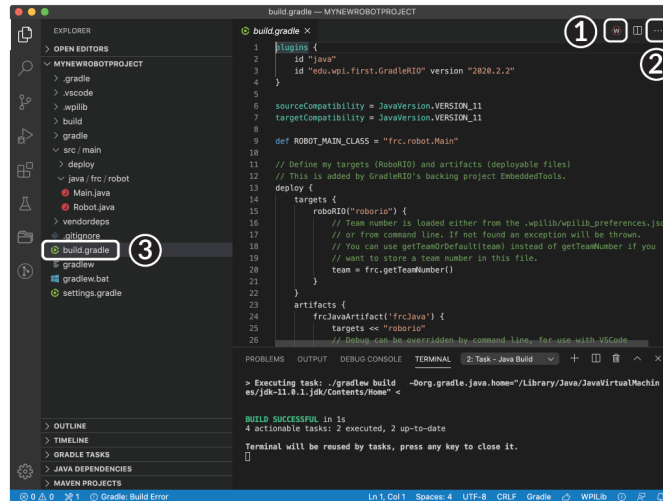 build.gradle — MYNEWROBOTPROJECT
EXPLORER
OPEN EDITORS
MYNEWROBOTPROJECT
.gradle
.vscode
.wpilib
build
gradle
src / main
deploy
java / frc / robot
Main.java
Robot.java
vendordeps
.gitignore
build.gradle
gradlew
gradlew.bat
settings.gradle
OUTLINE
TIMELINE
GRADLE TASKS
JAVA DEPENDENCIES
MAVEN PROJECTS
3
build.gradle ×
1
W
2
1 plugins {
2 id "java"
3 id "edu.wpi.first.GradleRIO" version "2020.2.2"
4 }
5
6 sourceCompatibility = JavaVersion.VERSION_11
7 targetCompatibility = JavaVersion.VERSION_11
8
9 def ROBOT_MAIN_CLASS = "frc.robot.Main"
10
11 // Define my targets (RoboRIO) and artifacts (deployable files)
12 // This is added by GradleRIO's backing project EmbeddedTools.
13 deploy {
14 targets {
15 roboRIO("roborio") {
16 // Team number is loaded either from the .wpilib/wpilib_preferences.jso
17 // or from command line. If not found an exception will be thrown.
18 // You can use getTeamOrDefault(team) instead of getTeamNumber if you
19 // want to store a team number in this file.
20 team = frc.getTeamNumber()
21 }
22 }
23 artifacts {
24 frcJavaArtifact('frcJava') {
25 targets << "roborio"
26 // Debug can be overridden by command line, for use with VSCode
PROBLEMS OUTPUT DEBUG CONSOLE TERMINAL 2: Task - Java Build
> Executing task: ./gradlew build -Dorg.gradle.java.home="/Library/Java/JavaVirtualMachin
es/jdk-11.0.1.jdk/Contents/Home" <
BUILD SUCCESSFUL in 1s
4 actionable tasks: 2 executed, 2 up-to-date
Terminal will be reused by tasks, press any key to close it.
0 0 1 Gradle: Build Error Ln 1, Col 1 Spaces: 4 UTF-8 CRLF Gradle WPILib